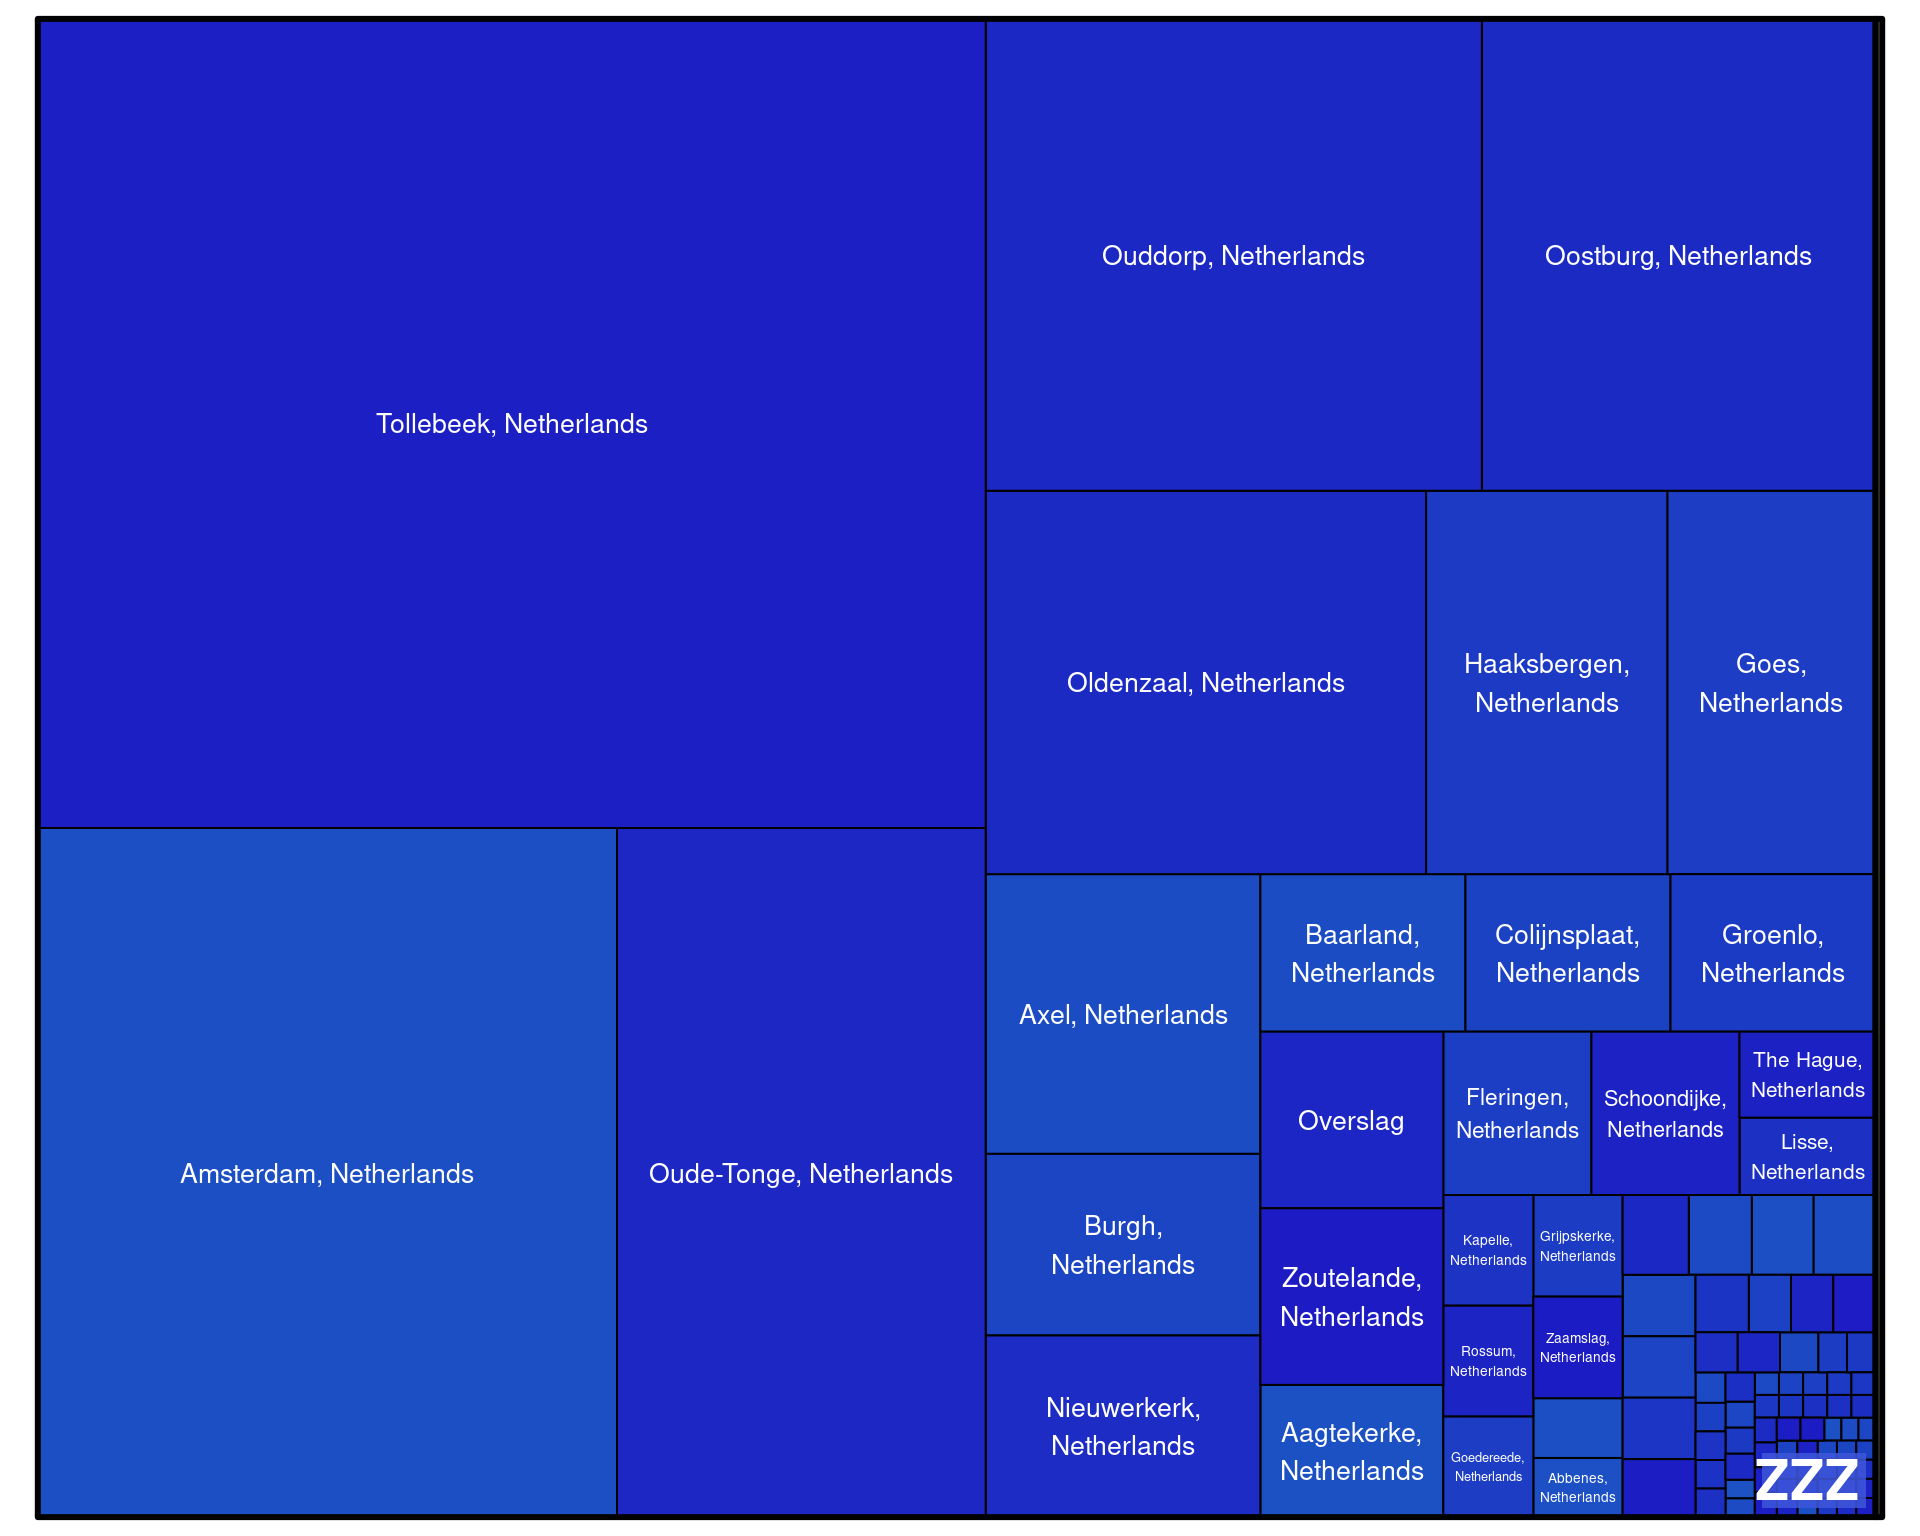 Tollebeek, Netherlands
Ouddorp, Netherlands
Oostburg, Netherlands
Oldenzaal, Netherlands
Haaksbergen,
Netherlands
Goes,
Netherlands
Amsterdam, Netherlands
Oude-Tonge, Netherlands
Axel, Netherlands
Burgh,
Netherlands
Nieuwerkerk,
Netherlands
Baarland,
Netherlands
Colijnsplaat,
Netherlands
Groenlo,
Netherlands
Overslag
Zoutelande,
Netherlands
Aagtekerke,
Netherlands
Fleringen,
Netherlands
Schoondijke,
Netherlands
The Hague,
Netherlands
Lisse,
Netherlands
Kapelle,
Netherlands
Rossum,
Netherlands
Goedereede,
Netherlands
Grijpskerke,
Netherlands
Zaamslag,
Netherlands
Abbenes,
Netherlands
ZZZ